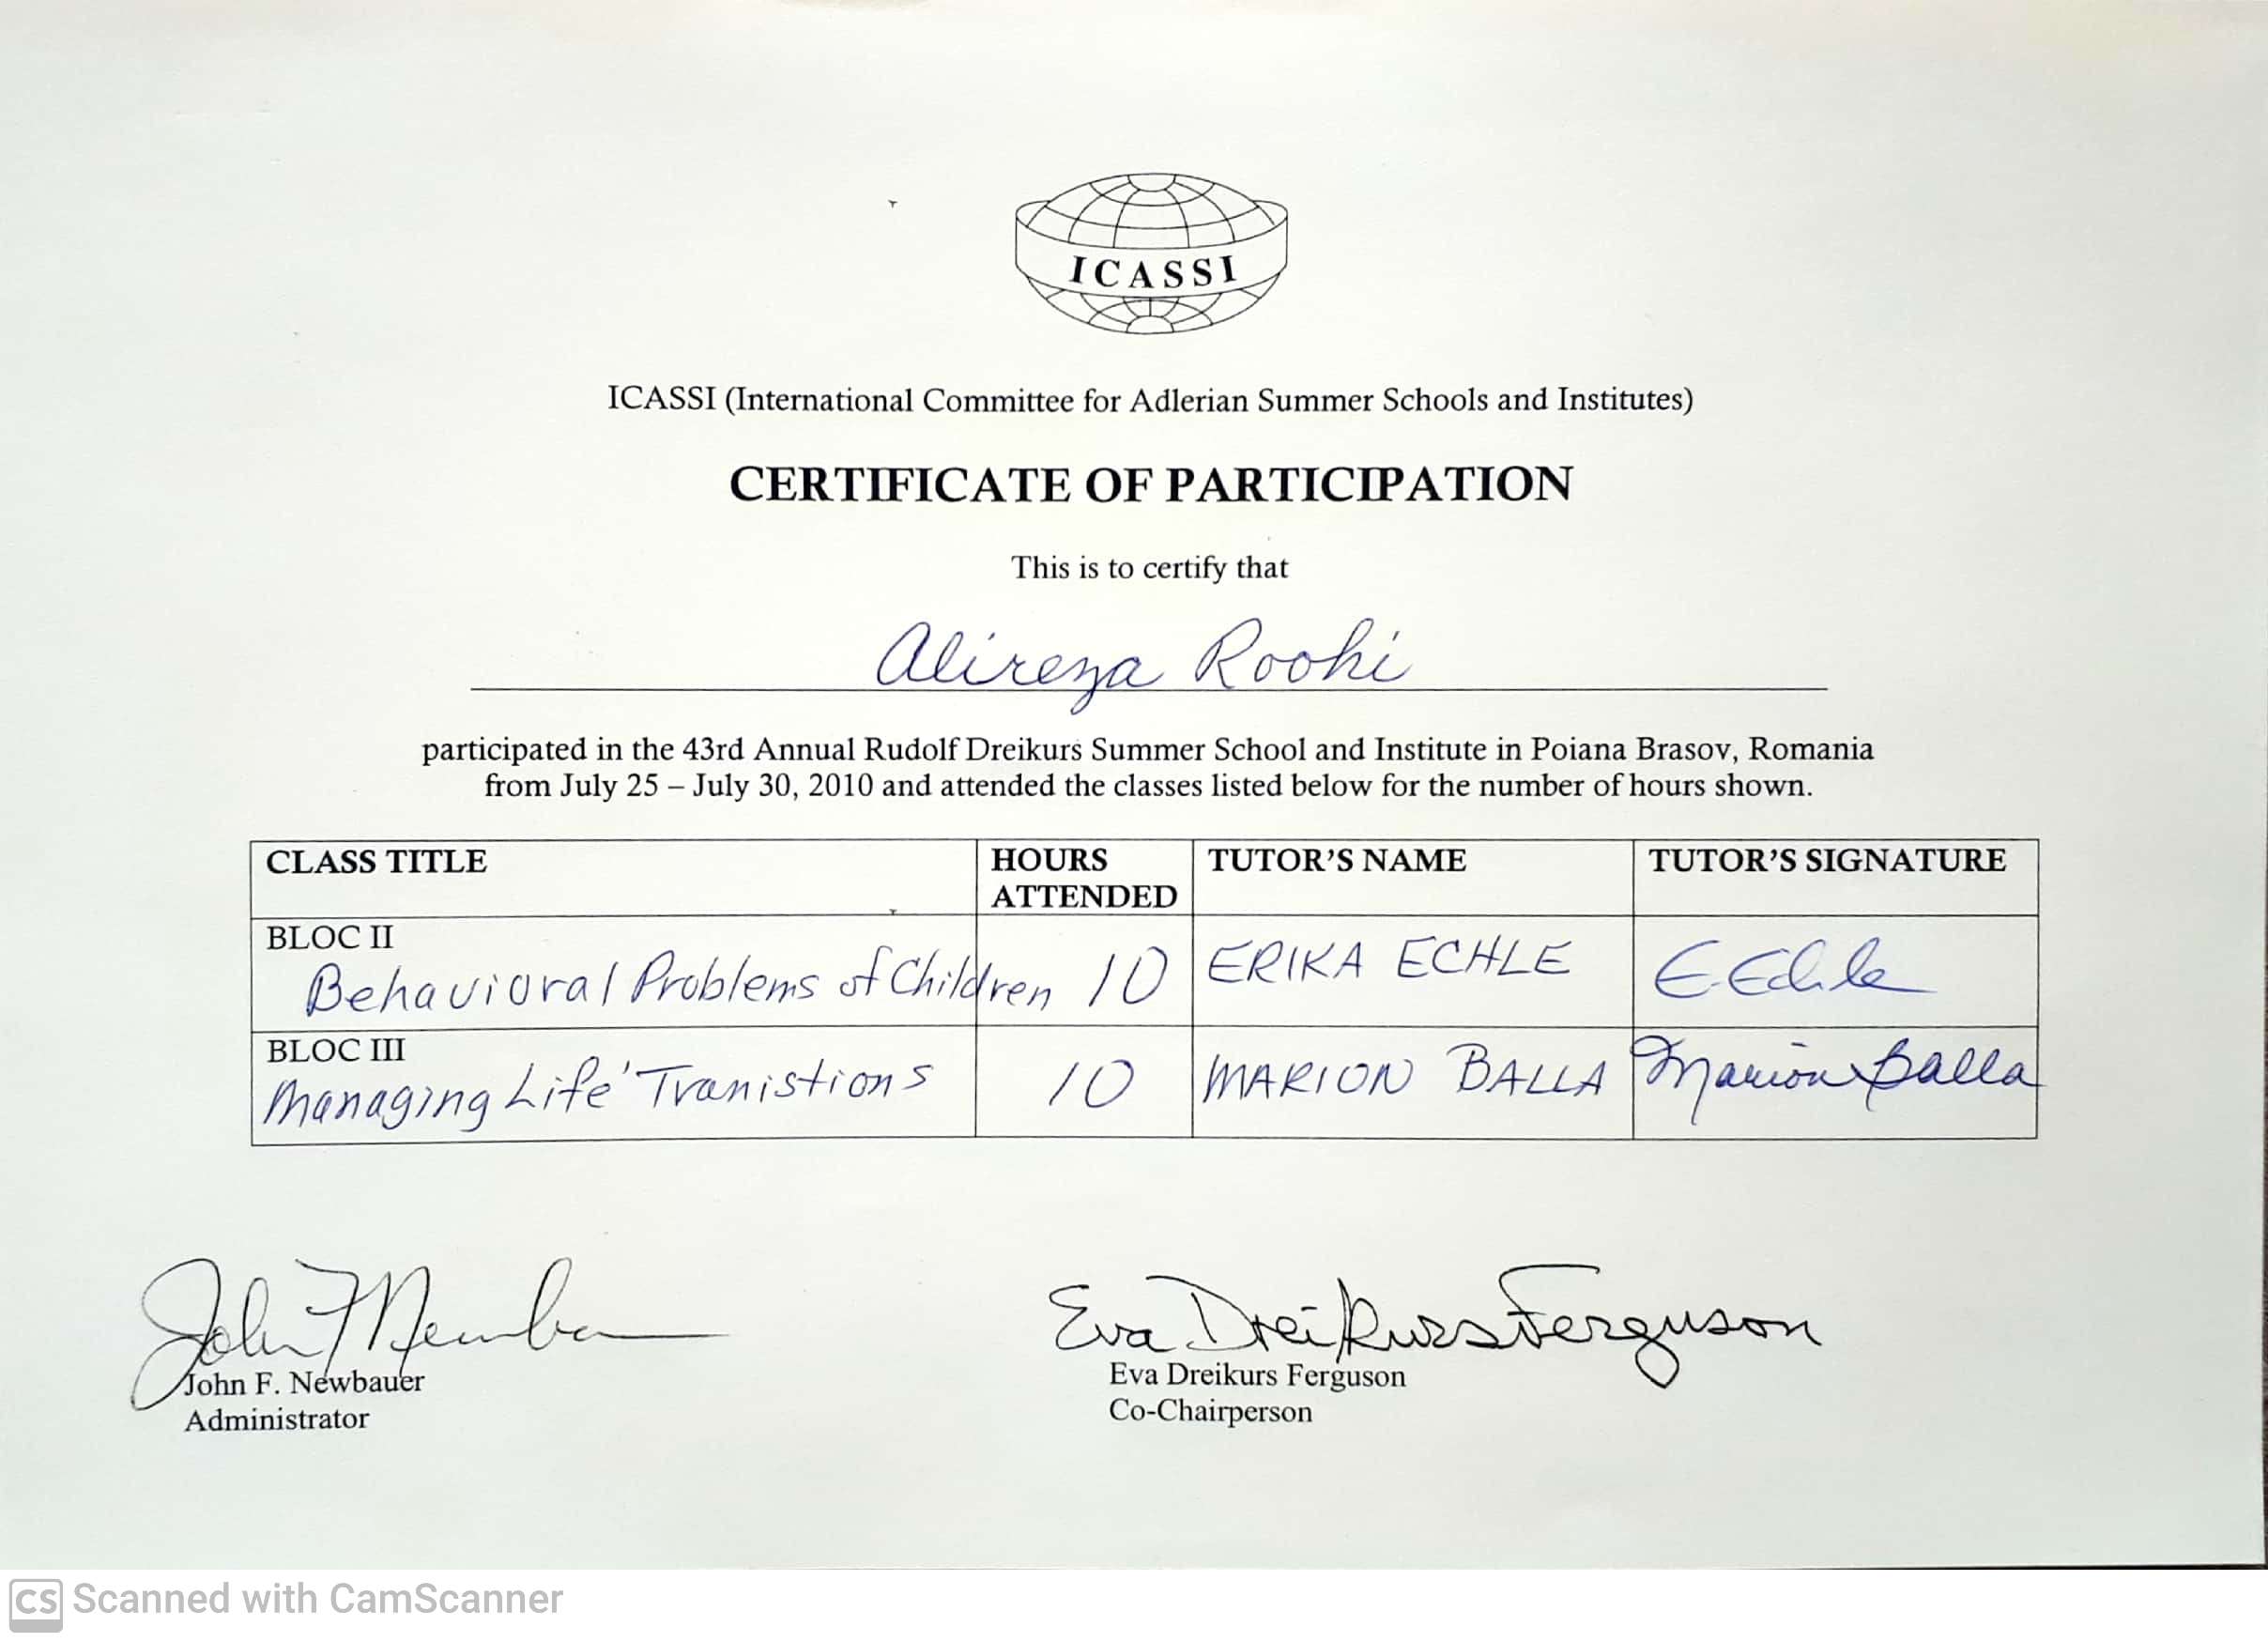 ICASSI
ICASSI (International Committee for Adlerian Summer Schools and Institutes)
CERTIFICATE OF PARTICIPATION
This is to certify that
Alireza Roohi
participated in the 43rd Annual Rudolf Dreikurs Summer School and Institute in Poiana Brasov, Romania
from July 25 – July 30, 2010 and attended the classes listed below for the number of hours shown.
CLASS TITLE HOURS ATTENDED TUTOR'S NAME TUTOR'S SIGNATURE
BLOC II
Behavioral Problems of Children 10 ERIKA ECHLE E. Echle
BLOC III
Managing Life' Tranistions 10 MARION BALLA Marion Balla
John F Newbauer Eva Dreikurs Ferguson
John F. Newbauer Eva Dreikurs Ferguson
Administrator Co-Chairperson
CS Scanned with CamScanner